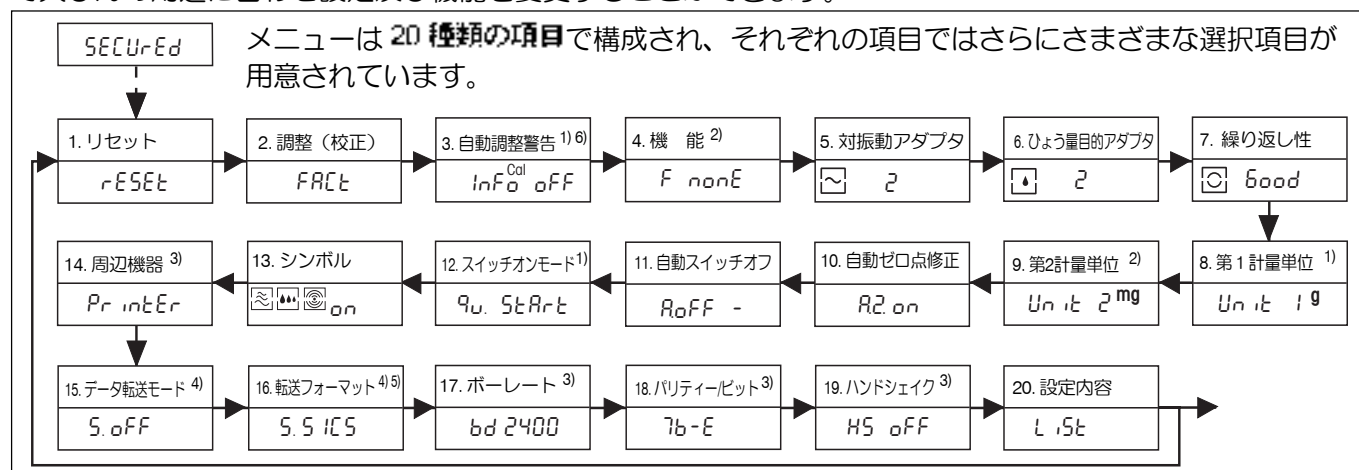 SECUrEd
メニューは 20 種類の項目で構成され、それぞれの項目ではさらにさまざまな選択項目が
用意されています。
1. リセット
rESEt
2. 調整（校正）
FACt
3. 自動調整警告 1) 6)
InFo Cal oFF
4. 機 能 2)
F nonE
5. 対振動アダプタ
2
6. ひょう量目的アダプタ
2
7. 繰り返し性
Good
8. 第１計量単位 1)
Unit 1 g
9. 第2計量単位 2)
Unit 2 mg
10. 自動ゼロ点修正
A.Z. on
11. 自動スイッチオフ
A.oFF -
12. スイッチオンモード 1)
qu. StArt
13. シンボル
on
14. 周辺機器 3)
PrintEr
15. データ転送モード 4)
S. oFF
16. 転送フォーマット 4) 5)
S. SICS
17. ボーレート 3)
bd 2400
18. パリティー/ビット 3)
7b-E
19. ハンドシェイク 3)
HS oFF
20. 設定内容
LiSt